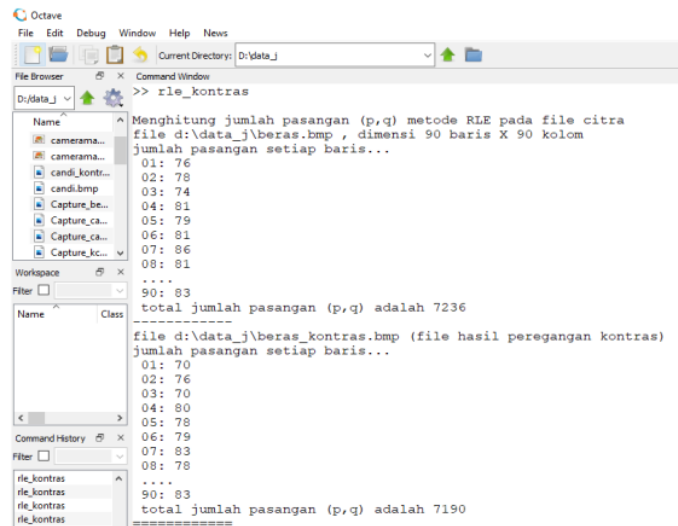 Octave
File Edit Debug Window Help News
Current Directory: D:\data_j
File Browser
D:/data_j
Name
camerama...
camerama...
candi_kontr...
candi.bmp
Capture_be...
Capture_ca...
Capture_ca...
Capture_kc...
Workspace
Filter
Name Class
Command History
Filter
rle_kontras
rle_kontras
rle_kontras
rle_kontras
Command Window
>> rle_kontras
Menghitung jumlah pasangan (p,q) metode RLE pada file citra
file d:\data_j\beras.bmp , dimensi 90 baris X 90 kolom
jumlah pasangan setiap baris...
01: 76
02: 78
03: 74
04: 81
05: 79
06: 81
07: 86
08: 81
....
90: 83
total jumlah pasangan (p,q) adalah 7236
------------
file d:\data_j\beras_kontras.bmp (file hasil peregangan kontras)
jumlah pasangan setiap baris...
01: 70
02: 76
03: 70
04: 80
05: 78
06: 79
07: 83
08: 78
....
90: 83
total jumlah pasangan (p,q) adalah 7190
============